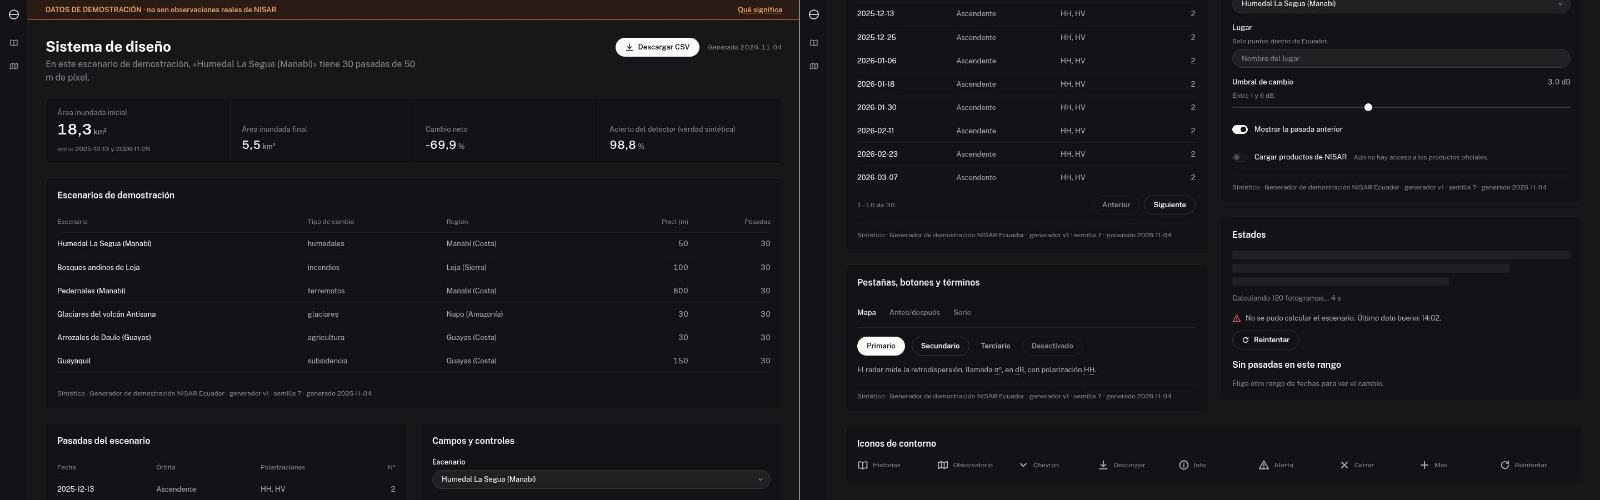 DATOS DE DEMOSTRACIÓN · no son observaciones reales de NISAR
Qué significa
Sistema de diseño
Descargar CSV
Generado 2026-11-04
En este escenario de demostración, «Humedal La Segua (Manabí)» tiene 30 pasadas de 50
m de píxel.
Área inundada inicial
18,3 km²
entre 2025-12-13 y 2026-11-26
Área inundada final
5,5 km²
Cambio neto
-69,9 %
Acierto del detector (verdad sintética)
98,8 %
Escenarios de demostración
Escenario Tipo de cambio Región Píxel (m) Pasadas
Humedal La Segua (Manabí) humedales Manabí (Costa) 50 30
Bosques andinos de Loja incendios Loja (Sierra) 100 30
Pedernales (Manabí) terremotos Manabí (Costa) 800 30
Glaciares del volcán Antisana glaciares Napo (Amazonía) 30 30
Arrozales de Daule (Guayas) agricultura Guayas (Costa) 30 30
Guayaquil subsidencia Guayas (Costa) 150 30
Sintético · Generador de demostración NISAR Ecuador · generador v1 · semilla 7 · generado 2026-11-04
Pasadas del escenario
Fecha Órbita Polarizaciones N°
2025-12-13 Ascendente HH, HV 2
Campos y controles
Escenario
Humedal La Segua (Manabí)
2025-12-13 Ascendente HH, HV 2
2025-12-25 Ascendente HH, HV 2
2026-01-06 Ascendente HH, HV 2
2026-01-18 Ascendente HH, HV 2
2026-01-30 Ascendente HH, HV 2
2026-02-11 Ascendente HH, HV 2
2026-02-23 Ascendente HH, HV 2
2026-03-07 Ascendente HH, HV 2
1–10 de 30
Anterior
Siguiente
Sintético · Generador de demostración NISAR Ecuador · generador v1 · semilla 7 · generado 2026-11-04
Pestañas, botones y términos
Mapa Antes/después Serie
Primario Secundario Terciario Desactivado
El radar mide la retrodispersión, llamada σ⁰, en dB, con polarización HH.
Sintético · Generador de demostración NISAR Ecuador · generador v1 · semilla 7 · generado 2026-11-04
Humedal La Segua (Manabí)
Lugar
Solo puntos dentro de Ecuador.
Nombre del lugar
Umbral de cambio 3.0 dB
Entre 1 y 6 dB.
Mostrar la pasada anterior
Cargar productos de NISAR Aún no hay acceso a los productos oficiales.
Sintético · Generador de demostración NISAR Ecuador · generador v1 · semilla 7 · generado 2026-11-04
Estados
Calculando 120 fotogramas… 4 s
No se pudo calcular el escenario. Último dato bueno: 14:02.
Reintentar
Sin pasadas en este rango
Elige otro rango de fechas para ver el cambio.
Iconos de contorno
Historias Observatorio Chevron Descargar Info Alerta Cerrar Más Reintentar